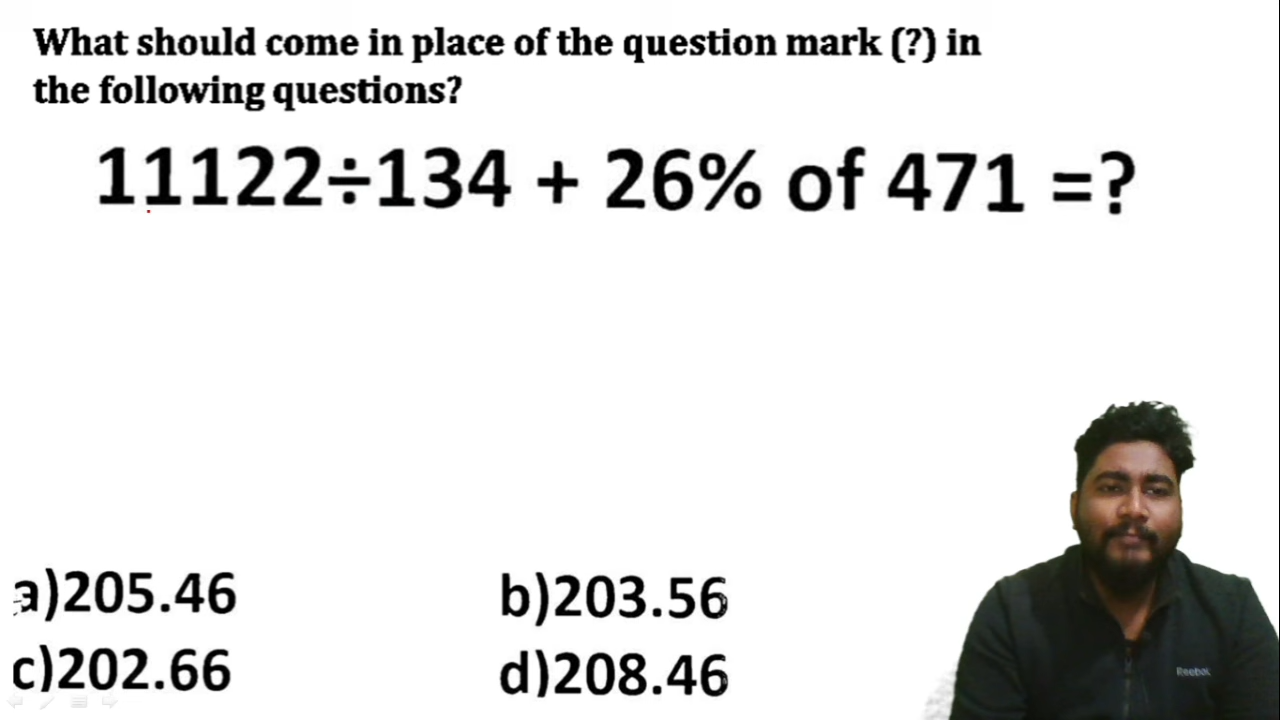 What should come in place of the question mark (?) in
the following questions?
11122÷134 + 26% of 471 =?
a)205.46
b)203.56
c)202.66
d)208.46
Reebok